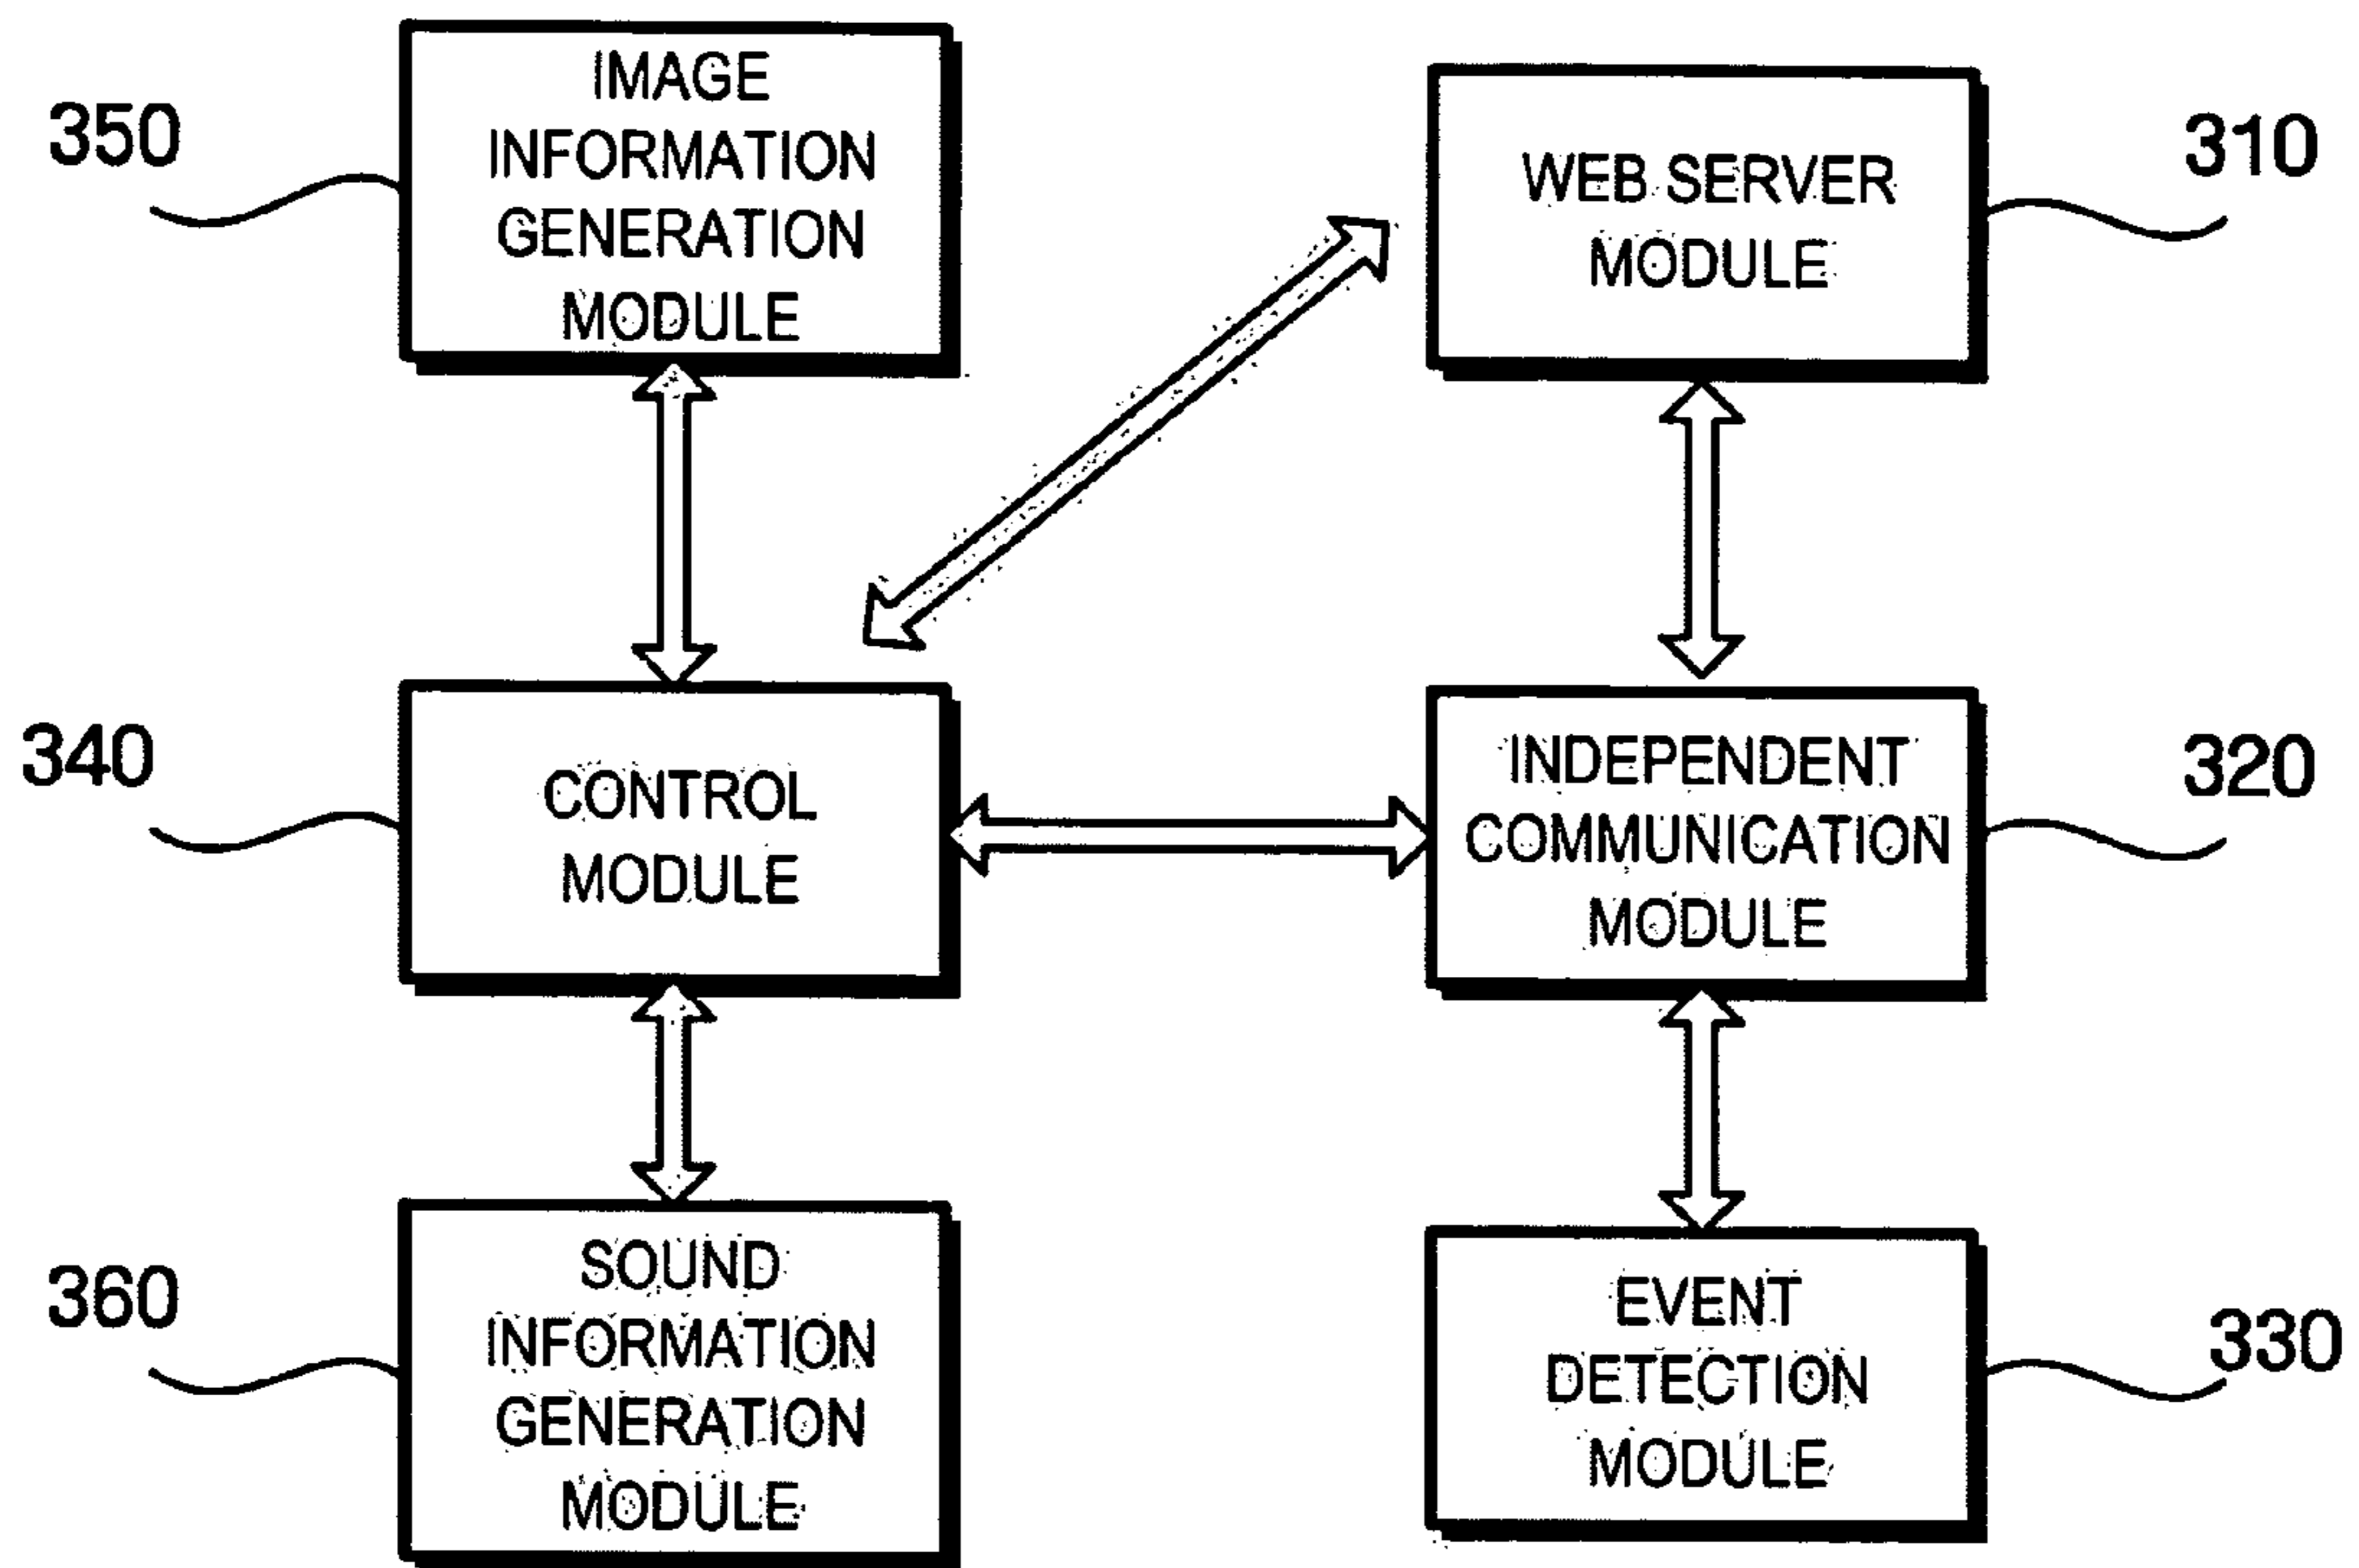 350
IMAGE
INFORMATION
GENERATION
MODULE
WEB SERVER
MODULE
310
340
CONTROL
MODULE
INDEPENDENT
COMMUNICATION
MODULE
320
360
SOUND
INFORMATION
GENERATION
MODULE
EVENT
DETECTION
MODULE
330